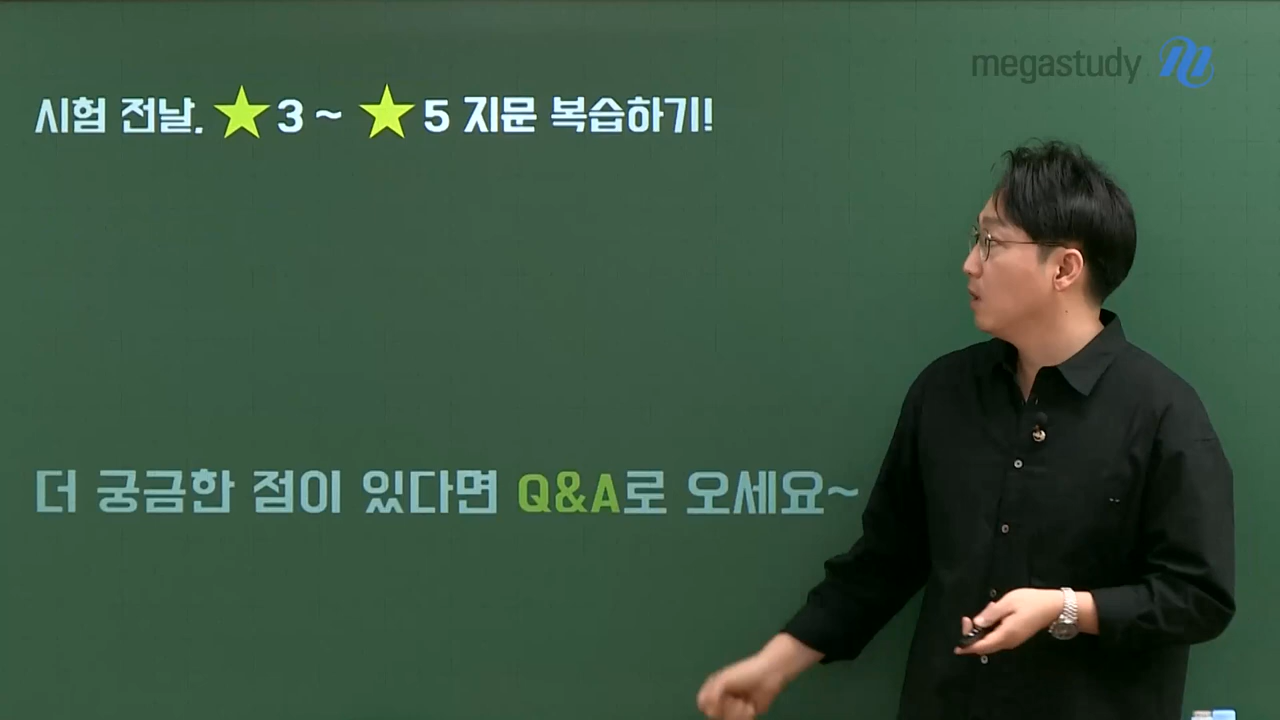 megastudy
시험 전날, ★3 ~ ★5 지문 복습하기!
더 궁금한 점이 있다면 Q&A로 오세요~